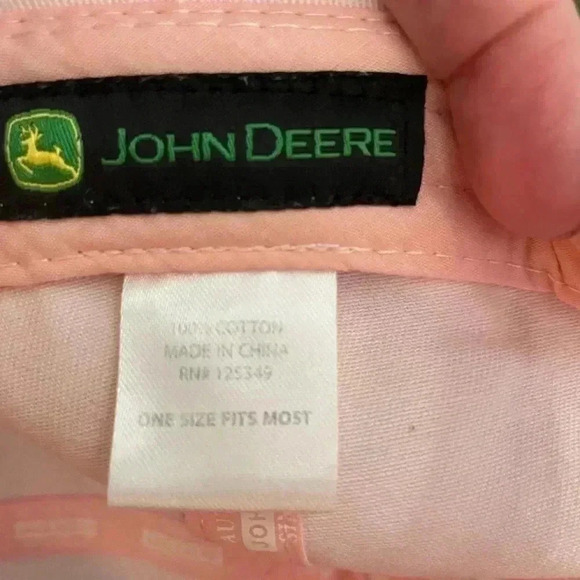 JOHN DEERE
100% COTTON
MADE IN CHINA
RN# 125349
ONE SIZE FITS MOST